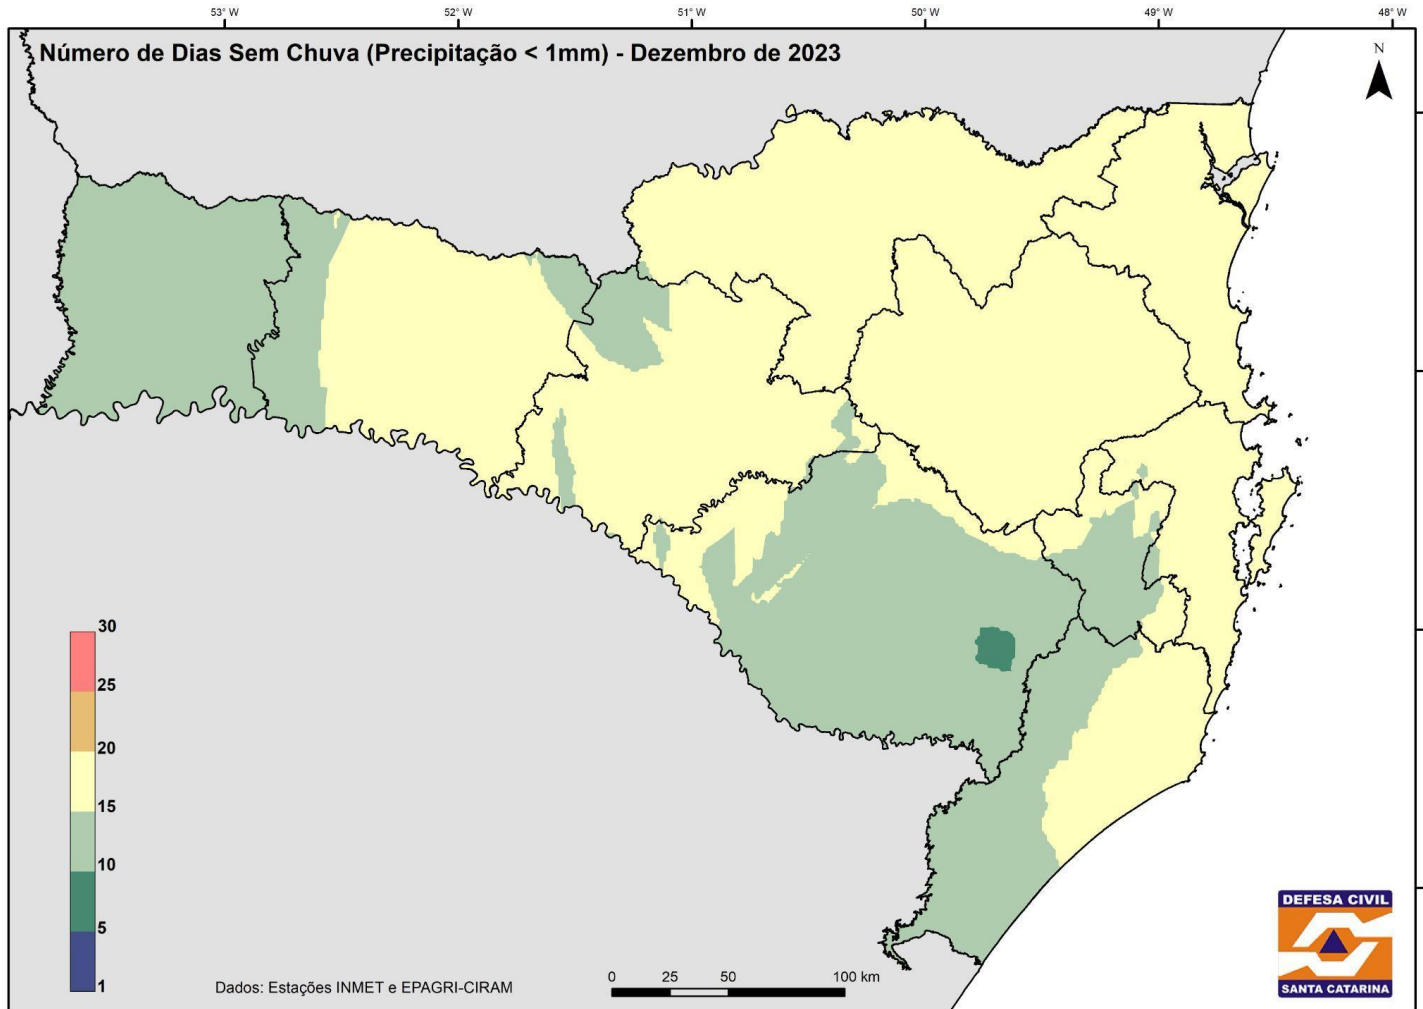 53° W 52° W 51° W 50° W 49° W 48° W
Número de Dias Sem Chuva (Precipitação < 1mm) - Dezembro de 2023
N
30
25
20
15
10
5
1
Dados: Estações INMET e EPAGRI-CIRAM
0 25 50 100 km
DEFESA CIVIL
SANTA CATARINA